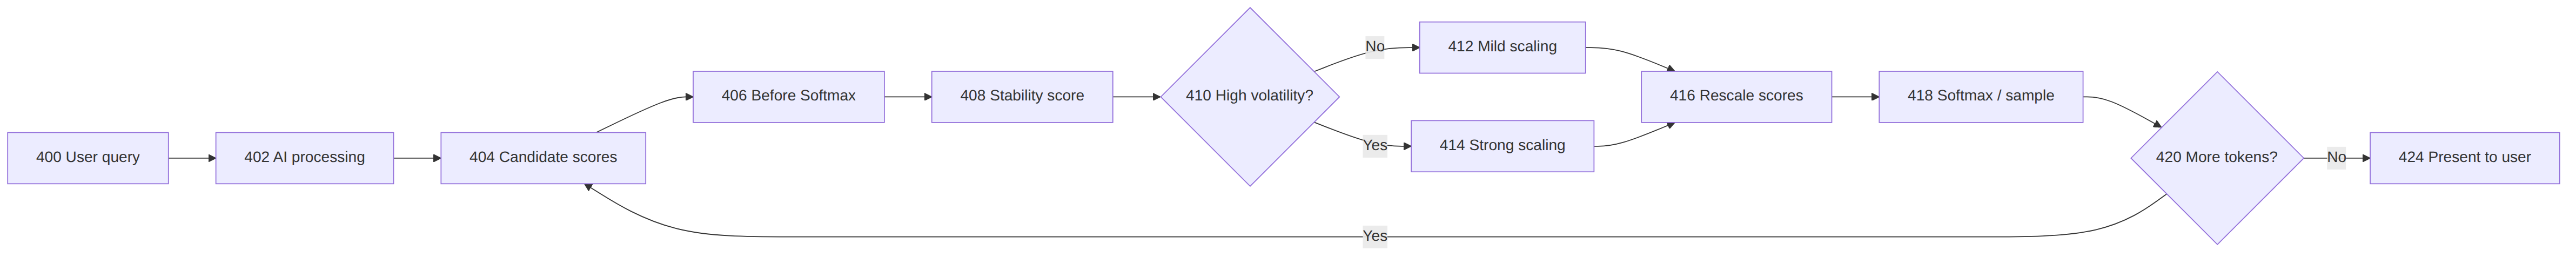 400 User query
402 AI processing
404 Candidate scores
406 Before Softmax
408 Stability score
410 High volatility?
No
412 Mild scaling
Yes
414 Strong scaling
416 Rescale scores
418 Softmax / sample
420 More tokens?
No
424 Present to user
Yes